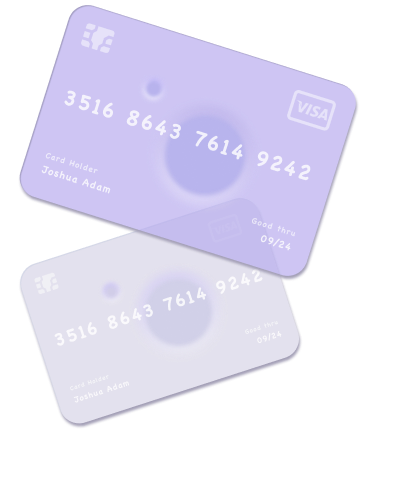 VISA
3516 8643 7614 9242
Card Holder
Joshua Adam
Good thru
09/24
VISA
3516 8643 7614 9242
Card Holder
Joshua Adam
Good thru
09/24